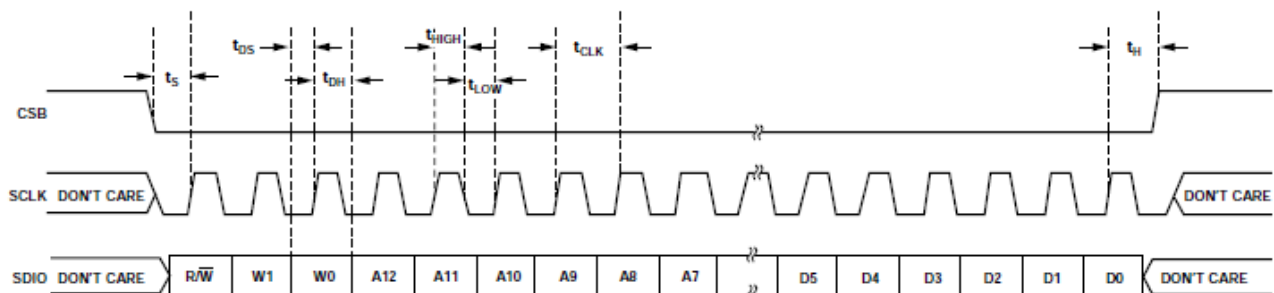 tDS tHIGH tCLK tH
tS tDH tLOW
CSB
SCLK DON'T CARE DON'T CARE
SDIO DON'T CARE R/W̅ W1 W0 A12 A11 A10 A9 A8 A7 D5 D4 D3 D2 D1 D0 DON'T CARE